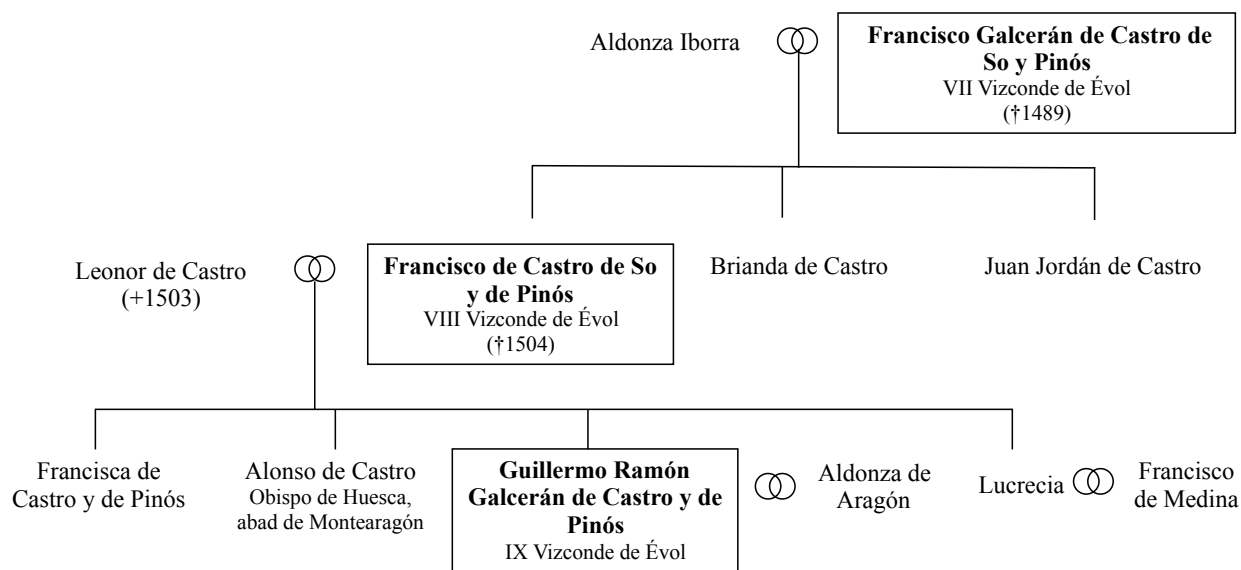 Aldonza Iborra
Francisco Galcerán de Castro de
So y Pinós
VII Vizconde de Évol
(†1489)
Leonor de Castro
(+1503)
Francisco de Castro de So
y de Pinós
VIII Vizconde de Évol
(†1504)
Brianda de Castro
Juan Jordán de Castro
Francisca de
Castro y de Pinós
Alonso de Castro
Obispo de Huesca,
abad de Montearagón
Guillermo Ramón
Galcerán de Castro y de
Pinós
IX Vizconde de Évol
Aldonza de
Aragón
Lucrecia
Francisco
de Medina